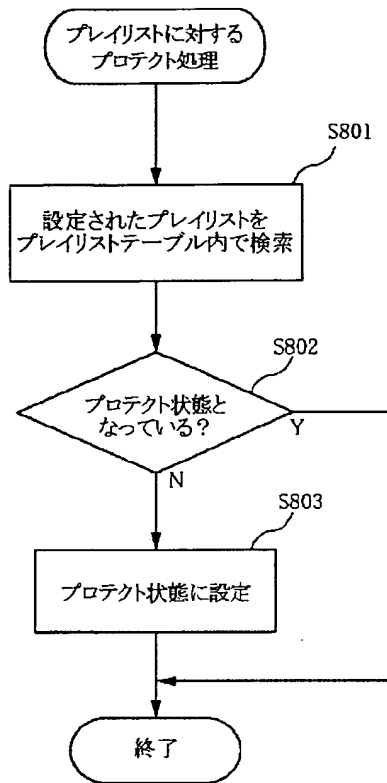 プレイリストに対する
プロテクト処理
S801
設定されたプレイリストを
プレイリストテーブル内で検索
S802
プロテクト状態と
なっている?
Y
N
S803
プロテクト状態に設定
終了